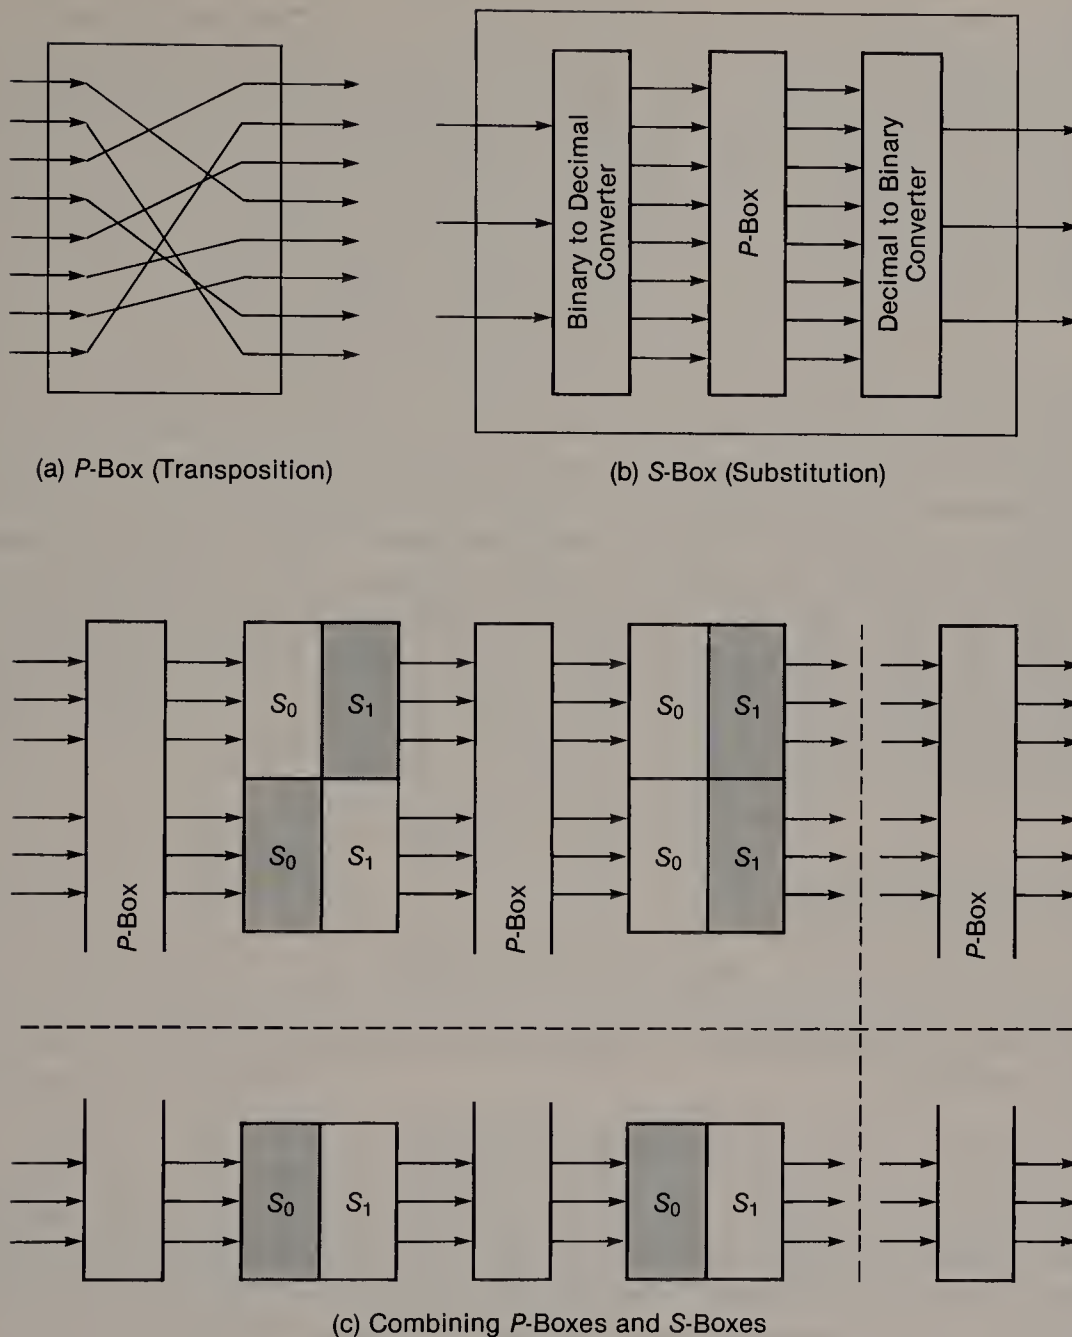 Binary to Decimal
Converter
P-Box
Decimal to Binary
Converter
(a) P-Box (Transposition)
(b) S-Box (Substitution)
S₀ S₁
S₀ S₁
P-Box
S₀ S₁
P-Box
S₀ S₁
P-Box
S₀ S₁
S₀ S₁
(c) Combining P-Boxes and S-Boxes